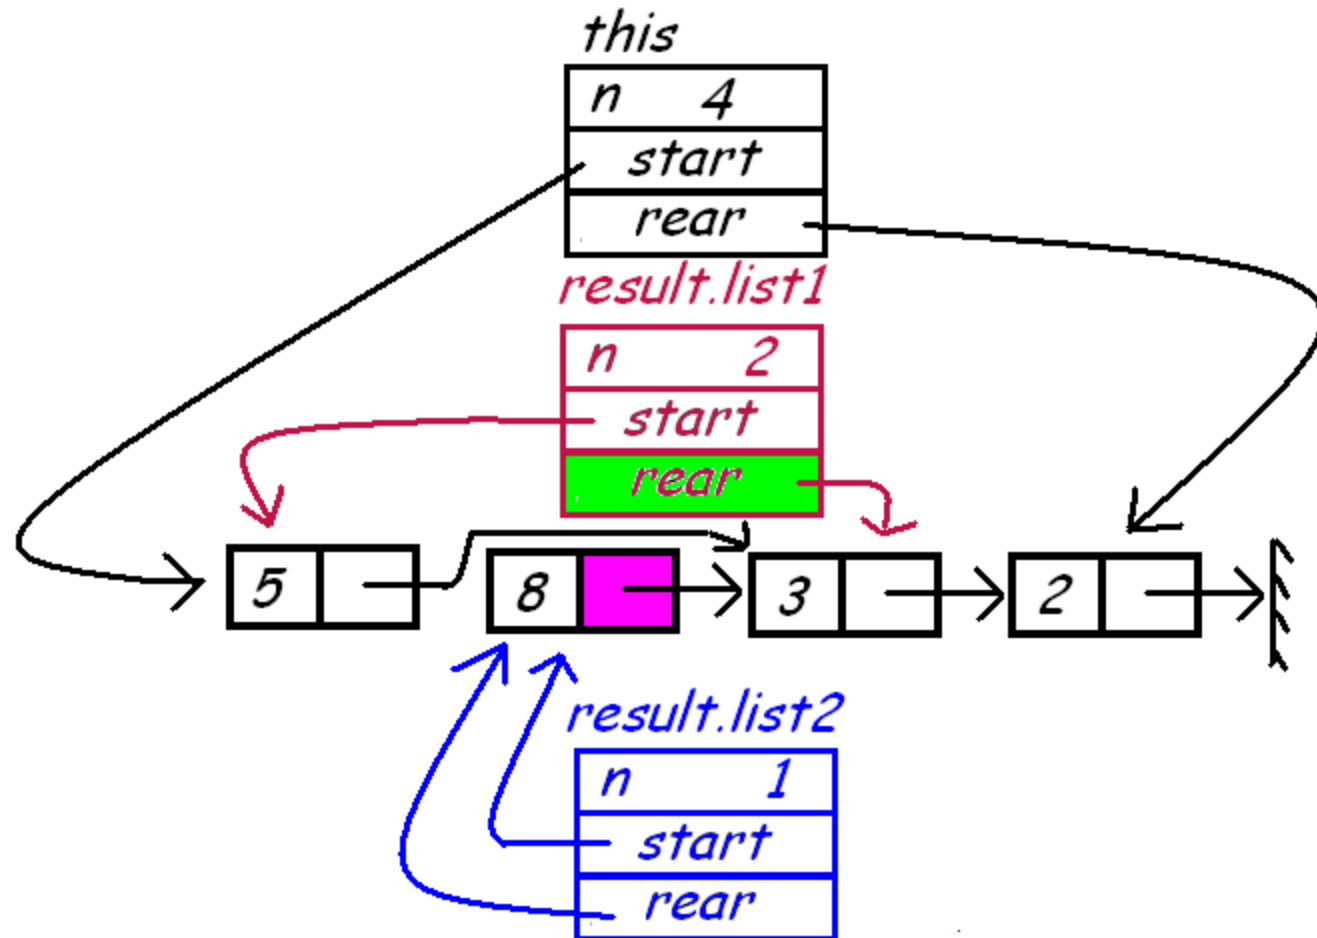 this
n 4
start
rear
result.list1
n 2
start
rear
5 8 3 2
result.list2
n 1
start
rear